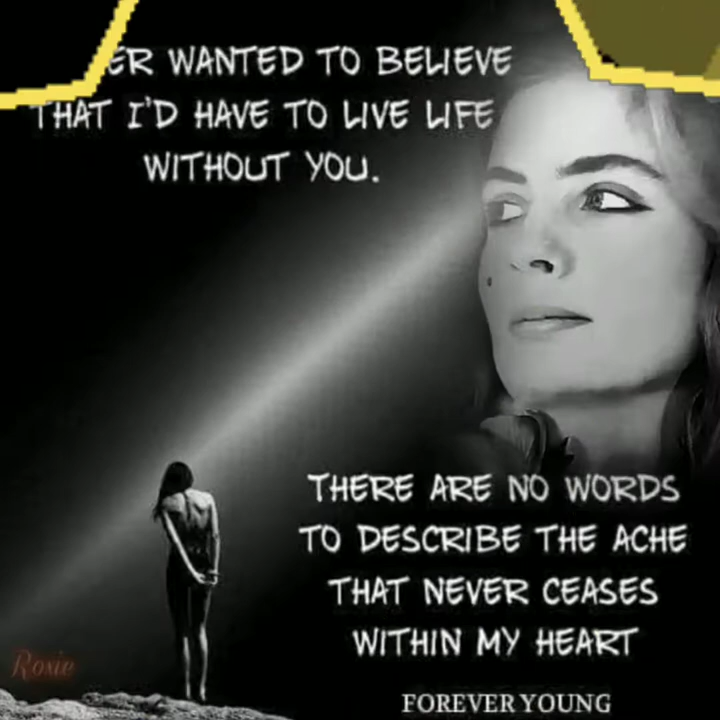 WANTED TO BELIEVE
THAT I'D HAVE TO LIVE LIFE
WITHOUT YOU.
THERE ARE NO WORDS
TO DESCRIBE THE ACHE
THAT NEVER CEASES
WITHIN MY HEART
Roxie
FOREVER YOUNG